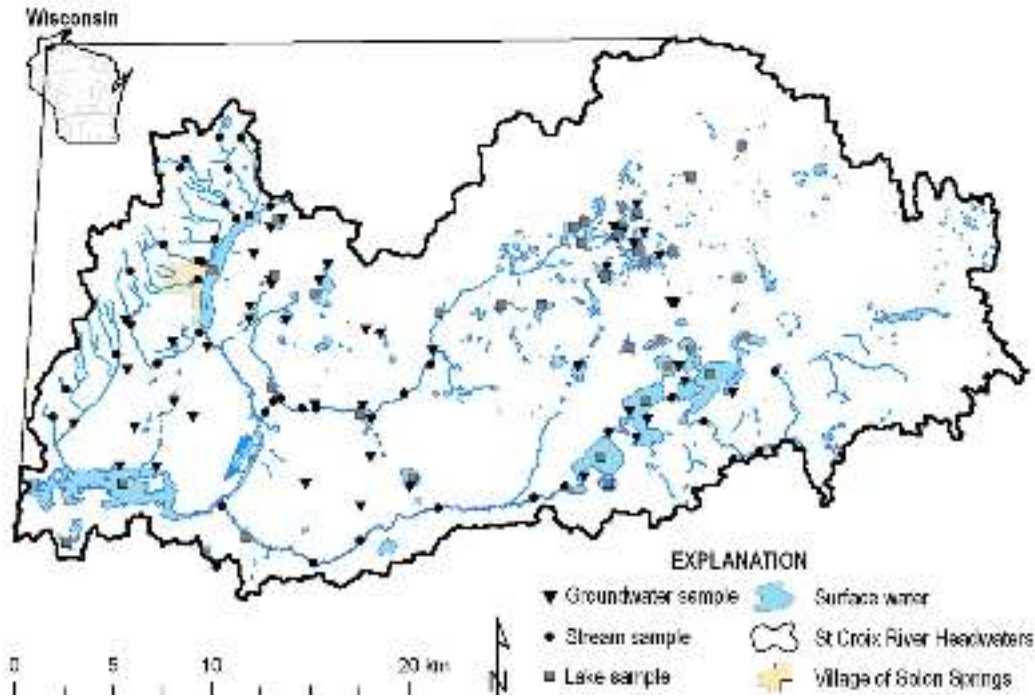 Wisconsin
EXPLANATION
Groundwater sample
Surface water
Stream sample
St Croix River Headwaters
Lake sample
Village of Solon Springs
0 5 10 20 km
N